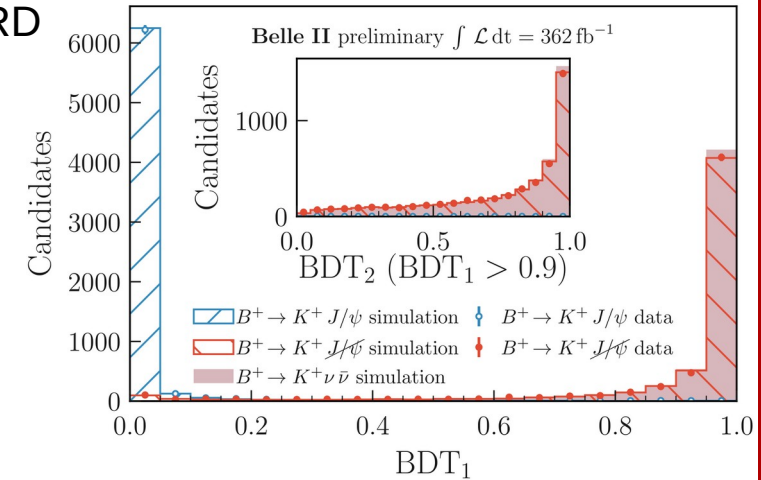 RD
Belle II preliminary ∫ ℒ dt = 362 fb⁻¹
Candidates
6000
5000
4000
3000
2000
1000
0
Candidates
1000
0
0.0 0.5 1.0
BDT₂ (BDT₁ > 0.9)
B⁺ → K⁺ J/ψ simulation
B⁺ → K⁺ J/ψ data
B⁺ → K⁺ J̸/̸ψ̸ simulation
B⁺ → K⁺ J̸/̸ψ̸ data
B⁺ → K⁺ ν ν̄ simulation
0.0 0.2 0.4 0.6 0.8 1.0
BDT₁